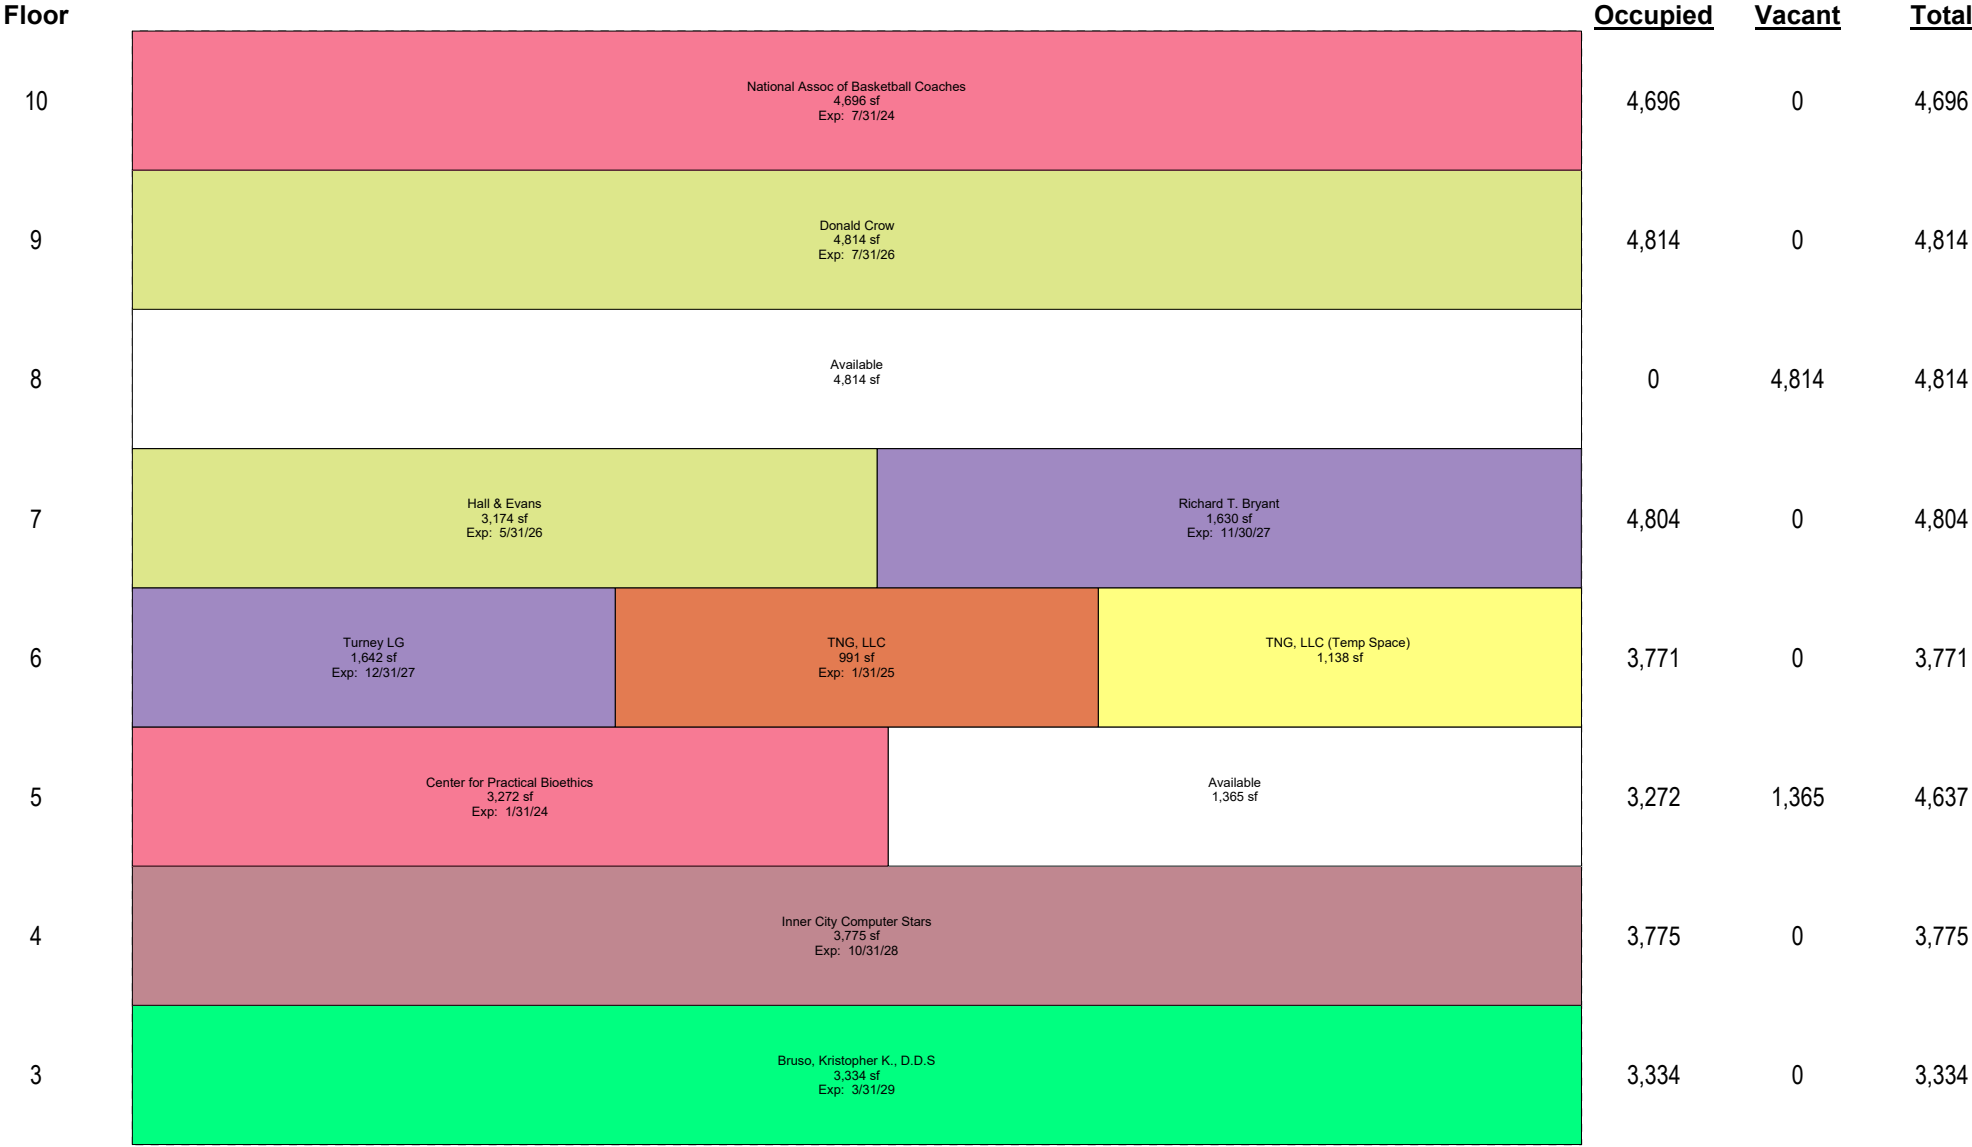 Floor Occupied Vacant Total
10 National Assoc of Basketball Coaches
4,696 sf
Exp: 7/31/24 4,696 0 4,696
9 Donald Crow
4,814 sf
Exp: 7/31/26 4,814 0 4,814
8 Available
4,814 sf 0 4,814 4,814
7 Hall & Evans
3,174 sf
Exp: 5/31/26
Richard T. Bryant
1,630 sf
Exp: 11/30/27 4,804 0 4,804
6 Turney LG
1,642 sf
Exp: 12/31/27
TNG, LLC
991 sf
Exp: 1/31/25
TNG, LLC (Temp Space)
1,138 sf 3,771 0 3,771
5 Center for Practical Bioethics
3,272 sf
Exp: 1/31/24
Available
1,365 sf 3,272 1,365 4,637
4 Inner City Computer Stars
3,775 sf
Exp: 10/31/28 3,775 0 3,775
3 Bruso, Kristopher K., D.D.S
3,334 sf
Exp: 3/31/29 3,334 0 3,334